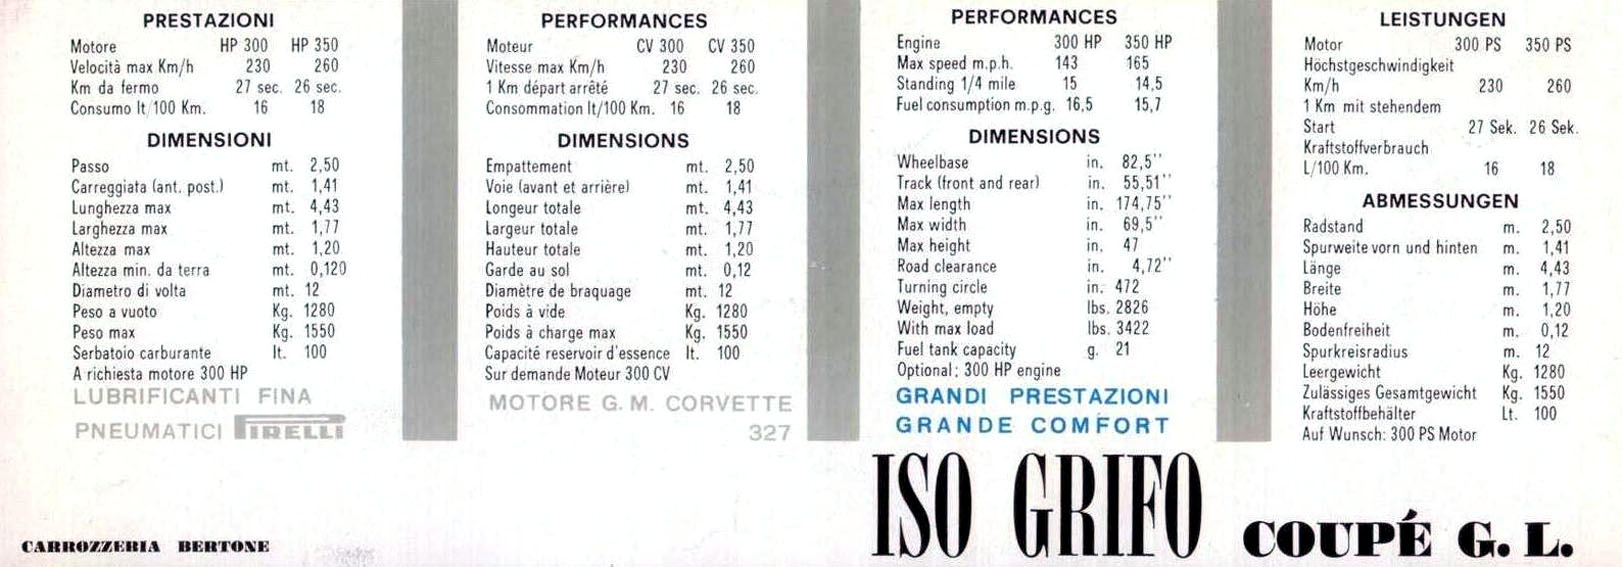 PRESTAZIONI
Motore HP 300 HP 350
Velocità max Km/h 230 260
Km da fermo 27 sec. 26 sec.
Consumo lt/100 Km. 16 18
DIMENSIONI
Passo mt. 2,50
Carreggiata (ant. post.) mt. 1,41
Lunghezza max mt. 4,43
Larghezza max mt. 1,77
Altezza max mt. 1,20
Altezza min. da terra mt. 0,120
Diametro di volta mt. 12
Peso a vuoto Kg. 1280
Peso max Kg. 1550
Serbatoio carburante lt. 100
A richiesta motore 300 HP
LUBRIFICANTI FINA
PNEUMATICI PIRELLI
PERFORMANCES
Moteur CV 300 CV 350
Vitesse max Km/h 230 260
1 Km départ arrêté 27 sec. 26 sec.
Consommation lt/100 Km. 16 18
DIMENSIONS
Empattement mt. 2,50
Voie (avant et arrière) mt. 1,41
Longeur totale mt. 4,43
Largeur totale mt. 1,77
Hauteur totale mt. 1,20
Garde au sol mt. 0,12
Diamètre de braquage mt. 12
Poids à vide Kg. 1280
Poids à charge max Kg. 1550
Capacité reservoir d'essence lt. 100
Sur demande Moteur 300 CV
MOTORE G. M. CORVETTE
327
PERFORMANCES
Engine 300 HP 350 HP
Max speed m.p.h. 143 165
Standing 1/4 mile 15 14,5
Fuel consumption m.p.g. 16,5 15,7
DIMENSIONS
Wheelbase in. 82,5''
Track (front and rear) in. 55,51''
Max length in. 174,75''
Max width in. 69,5''
Max height in. 47
Road clearance in. 4,72''
Turning circle in. 472
Weight, empty lbs. 2826
With max load lbs. 3422
Fuel tank capacity g. 21
Optional; 300 HP engine
GRANDI PRESTAZIONI
GRANDE COMFORT
LEISTUNGEN
Motor 300 PS 350 PS
Höchstgeschwindigkeit
Km/h 230 260
1 Km mit stehendem
Start 27 Sek. 26 Sek.
Kraftstoffverbrauch
L/100 Km. 16 18
ABMESSUNGEN
Radstand m. 2,50
Spurweite vorn und hinten m. 1,41
Länge m. 4,43
Breite m. 1,77
Höhe m. 1,20
Bodenfreiheit m. 0,12
Spurkreisradius m. 12
Leergewicht Kg. 1280
Zulässiges Gesamtgewicht Kg. 1550
Kraftstoffbehälter Lt. 100
Auf Wunsch: 300 PS Motor
CARROZZERIA BERTONE
ISO GRIFO COUPÉ G. L.